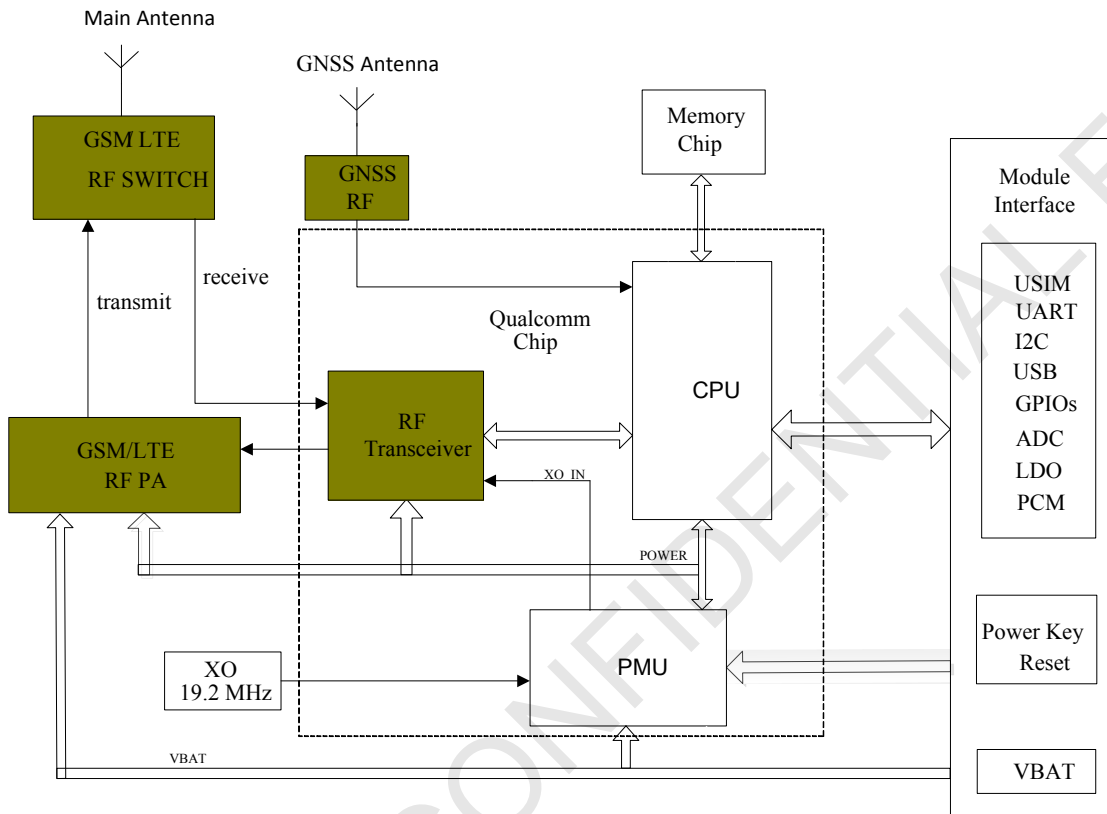 Main Antenna
GNSS Antenna
GSM/LTE
RF SWITCH
GNSS
RF
Memory
Chip
Module
Interface
receive
transmit
Qualcomm
Chip
CPU
USIM
UART
I2C
USB
GPIOs
ADC
LDO
PCM
RF
Transceiver
GSM/LTE
RF PA
XO_IN
POWER
Power Key
Reset
PMU
XO
19.2 MHz
VBAT
VBAT
CONFIDENTIAL